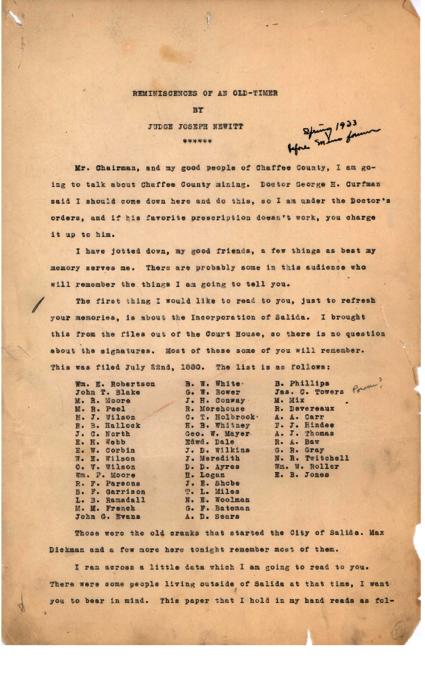 REMINISCENCES OF AN OLD-TIMER
BY
JUDGE JOSEPH NEWITT
******
Spring 1933
before
Mr. Chairman, and my good people of Chaffee County, I am go-
ing to talk about Chaffee County mining. Doctor George H. Curfman
said I should come down here and do this, so I am under the Doctor's
orders, and if his favorite prescription doesn't work, you charge
it up to him.
I have jotted down, my good friends, a few things as best my
memory serves me. There are probably some in this audience who
will remember the things I am going to tell you.
The first thing I would like to read to you, just to refresh
your memories, is about the Incorporation of Salida. I brought
this from the files out of the Court House, so there is no question
about the signatures. Most of these some of you will remember.
This was filed July 22nd, 1880. The list is as follows:
Wm. E. Robertson
John T. Blake
M. R. Moore
M. R. Peel
H. J. Wilson
R. B. Hallock
J. C. North
E. H. Webb
E. W. Corbin
W. E. Wilson
C. V. Wilson
Wm. P. Moore
R. F. Parsons
B. F. Garrison
L. B. Ramsdall
M. M. French
John G. Evans
B. W. White
G. W. Bower
J. H. Conway
R. Morehouse
C. T. Holbrook
H. B. Whitney
Geo. W. Mayer
Edwd. Dale
J. D. Wilkins
J. Meredith
D. D. Ayres
H. Logan
J. E. Shobe
T. L. Miles
N. E. Woolman
G. F. Bateman
A. D. Sears
B. Phillips
Jas. C. Towers
M. Mix
R. Devereaux
A. A. Carr
F. J. Hindee
A. J. Thomas
R. A. Baw
G. R. Gray
N. R. Twitchell
Wm. W. Roller
E. B. Jones
Those were the old cranks that started the City of Salida. Max
Dickman and a few more here tonight remember most of them.
I ran across a little data which I am going to read to you.
There were some people living outside of Salida at that time, I want
you to bear in mind. This paper that I hold in my hand reads as fol-